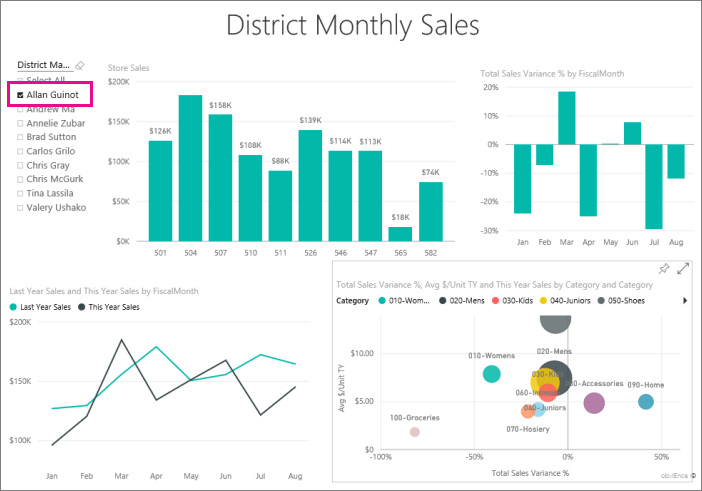 District Monthly Sales
District Ma...
Select All
Allan Guinot
Andrew Ma
Annelie Zubar
Brad Sutton
Carlos Grilo
Chris Gray
Chris McGurk
Tina Lassila
Valery Ushako
Store Sales
$200K
$150K
$100K
$50K
$0K
$126K
$158K
$108K
$88K
$139K
$114K
$113K
$18K
$74K
501 504 507 510 511 526 546 547 565 582
Total Sales Variance % by FiscalMonth
20%
10%
0%
-10%
-20%
-30%
Jan Feb Mar Apr May Jun Jul Aug
Last Year Sales and This Year Sales by FiscalMonth
Last Year Sales This Year Sales
$200K
$150K
$100K
Jan Feb Mar Apr May Jun Jul Aug
Total Sales Variance %, Avg $/Unit TY and This Year Sales by Category and Category
Category 010-Wom... 020-Mens 030-Kids 040-Juniors 050-Shoes
Avg $/Unit TY
$10.00
$5.00
$0
020-Mens
010-Womens
030-Kids
090-Home
100-Groceries
040-Juniors
070-Hosiery
-100% -50% 0% 50%
Total Sales Variance %
obviEnce ©